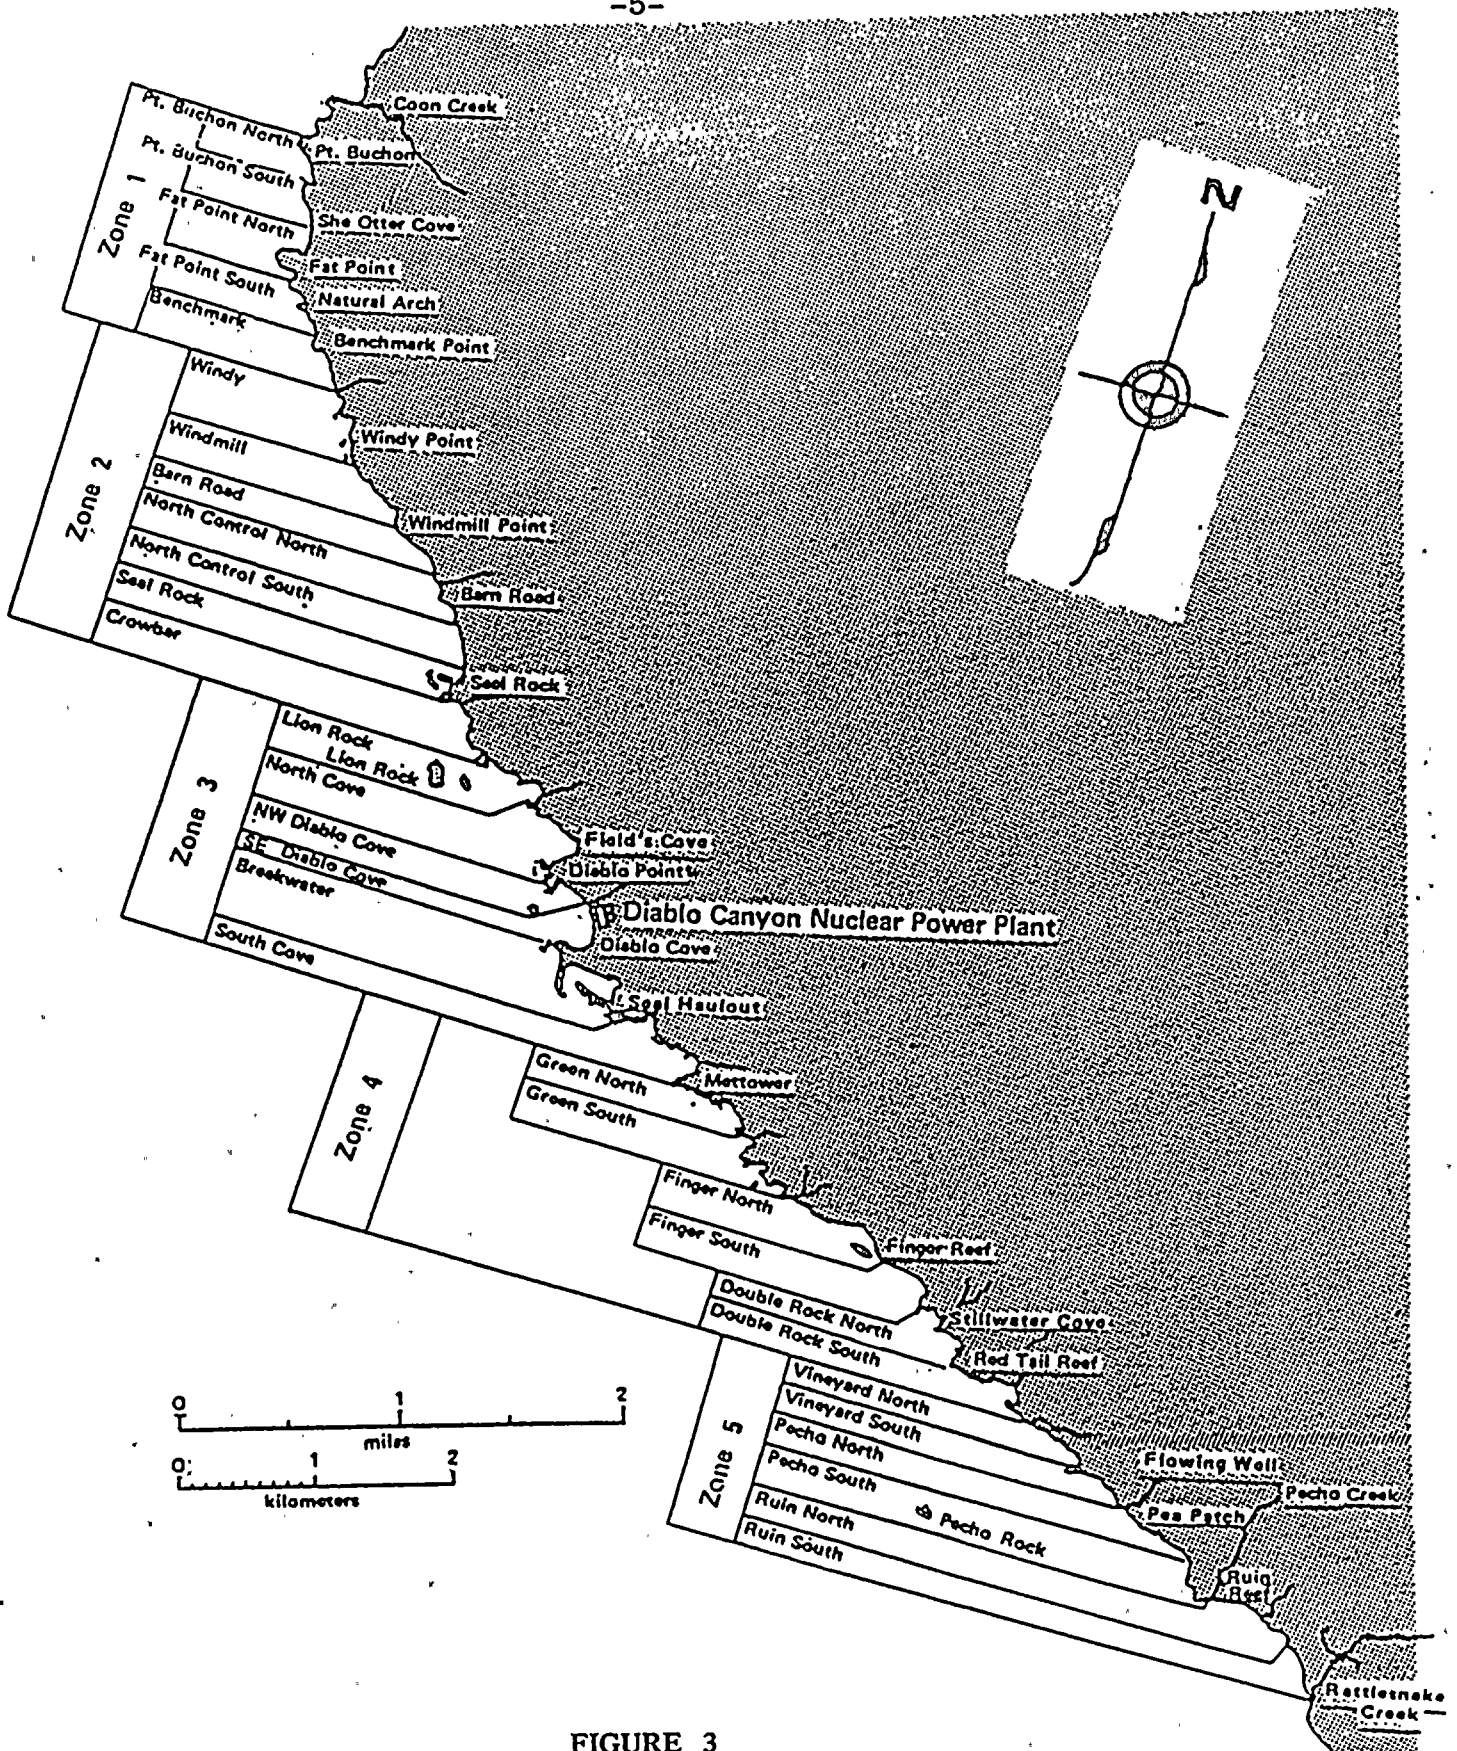 -5-
Coon Creek
Pt. Buchon North
Pt. Buchon
Pt. Buchon South
Zone 1
Fat Point North
She Otter Cove
Fat Point
Fat Point South
Natural Arch
Benchmark
Benchmark Point
N
Zone 2
Windy
Windy Point
Windmill
Barn Road
Windmill Point
North Control North
North Control South
Barn Road
Seal Rock
Crowbar
Seal Rock
Zone 3
Lion Rock
Lion Rock
North Cove
NW Diablo Cove
Field's Cove
SE Diablo Cove
Diablo Point
Breakwater
Diablo Canyon Nuclear Power Plant
Diablo Cove
South Cove
Seal Haulout
Zone 4
Green North
Mettower
Green South
Finger North
Finger South
Finger Reef
Double Rock North
Stillwater Cove
Double Rock South
Red Tail Reef
Zone 5
Vineyard North
Vineyard South
Pecho North
Flowing Well
Pecho South
Pecho Creek
Pea Patch
Ruin North
Pecho Rock
Ruin South
Ruin
Reef
Rattlesnake
Creek
0 1 2
miles
0 1 2
kilometers
FIGURE 3